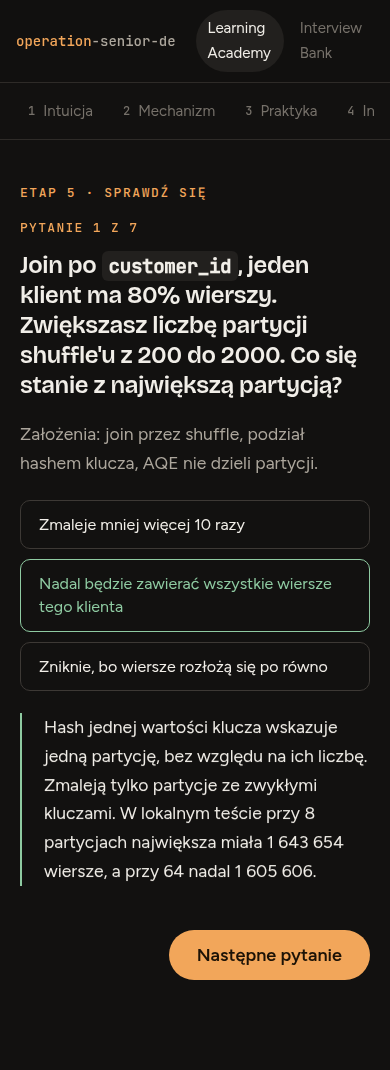 operation-senior-de
Learning
Academy
Interview
Bank
1 Intuicja 2 Mechanizm 3 Praktyka 4 In
ETAP 5 · SPRAWDŹ SIĘ
PYTANIE 1 Z 7
Join po customer_id, jeden
klient ma 80% wierszy.
Zwiększasz liczbę partycji
shuffle'u z 200 do 2000. Co się
stanie z największą partycją?
Założenia: join przez shuffle, podział
hashem klucza, AQE nie dzieli partycji.
Zmaleje mniej więcej 10 razy
Nadal będzie zawierać wszystkie wiersze
tego klienta
Zniknie, bo wiersze rozłożą się po równo
Hash jednej wartości klucza wskazuje
jedną partycję, bez względu na ich liczbę.
Zmaleją tylko partycje ze zwykłymi
kluczami. W lokalnym teście przy 8
partycjach największa miała 1 643 654
wiersze, a przy 64 nadal 1 605 606.
Następne pytanie